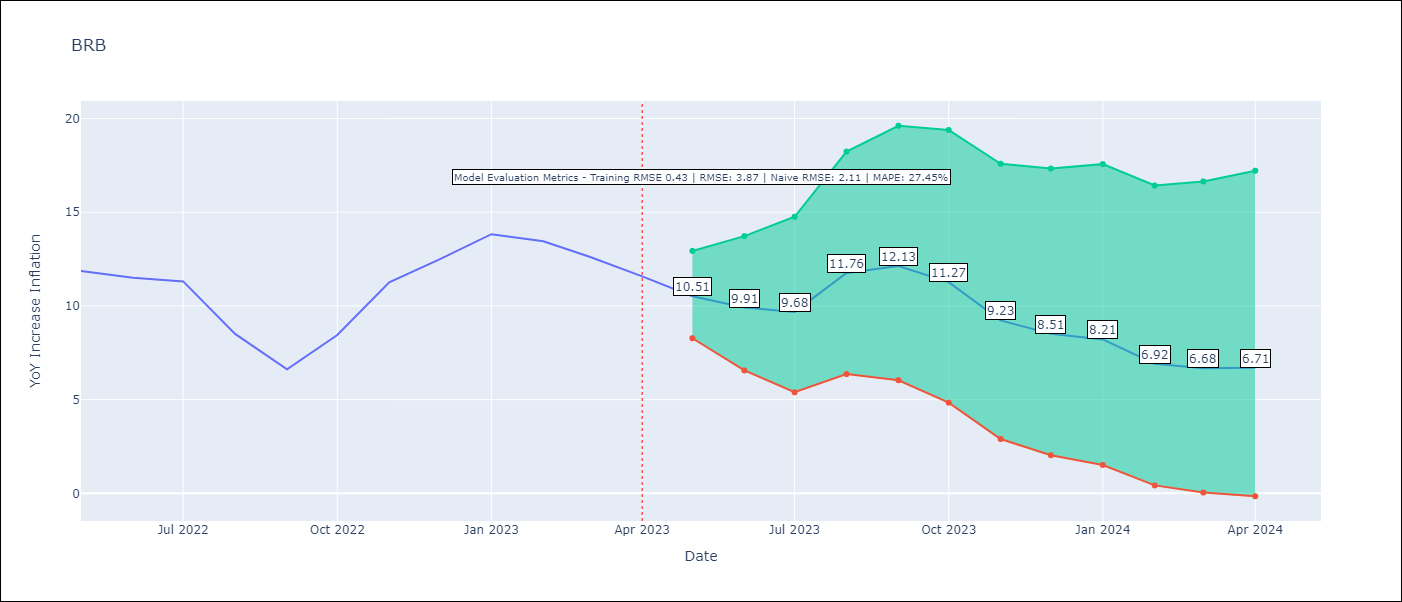 BRB
YoY Increase Inflation
20
15
10
5
0
Model Evaluation Metrics - Training RMSE 0.43 | RMSE: 3.87 | Naive RMSE: 2.11 | MAPE: 27.45%
10.51
9.91
9.68
11.76
12.13
11.27
9.23
8.51
8.21
6.92
6.68
6.71
Jul 2022
Oct 2022
Jan 2023
Apr 2023
Jul 2023
Oct 2023
Jan 2024
Apr 2024
Date